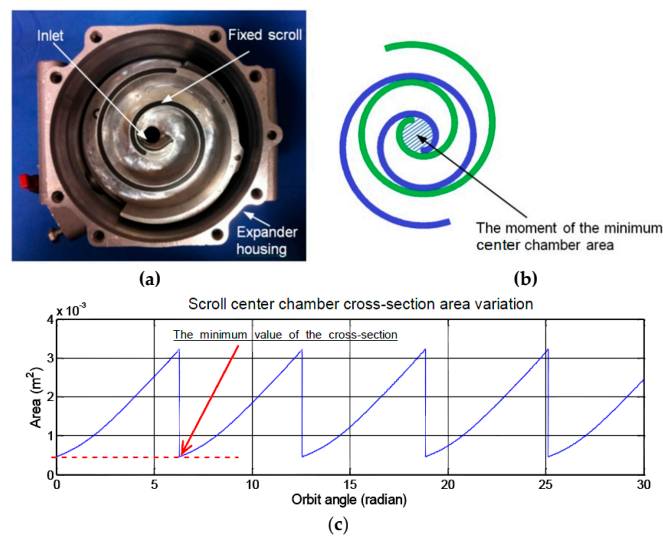 Inlet
Fixed scroll
Expander
housing
(a)
The moment of the minimum
center chamber area
(b)
Scroll center chamber cross-section area variation
x 10⁻³
The minimum value of the cross-section
4
3
2
1
0
Area (m²)
0 5 10 15 20 25 30
Orbit angle (radian)
(c)